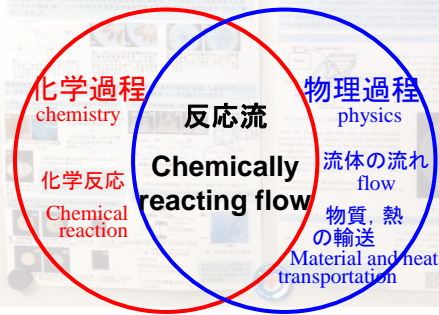 化学過程
chemistry
化学反応
Chemical
reaction
反応流
Chemically
reacting flow
物理過程
physics
流体の流れ
flow
物質，熱
の輸送
Material and heat
transportation